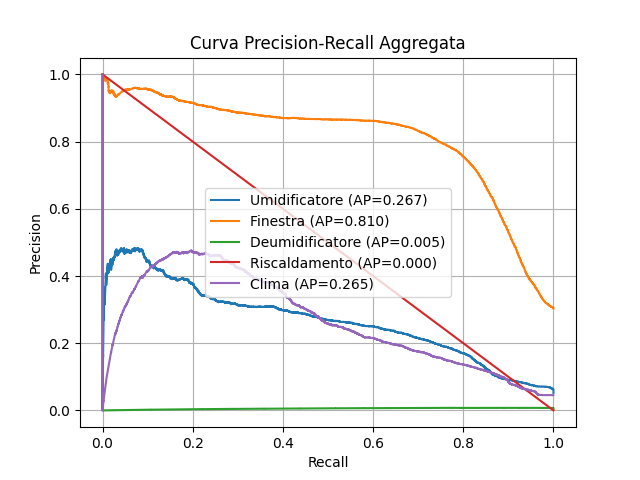 Curva Precision-Recall Aggregata
Precision
1.0
0.8
0.6
0.4
0.2
0.0
Umidificatore (AP=0.267)
Finestra (AP=0.810)
Deumidificatore (AP=0.005)
Riscaldamento (AP=0.000)
Clima (AP=0.265)
0.0 0.2 0.4 0.6 0.8 1.0
Recall